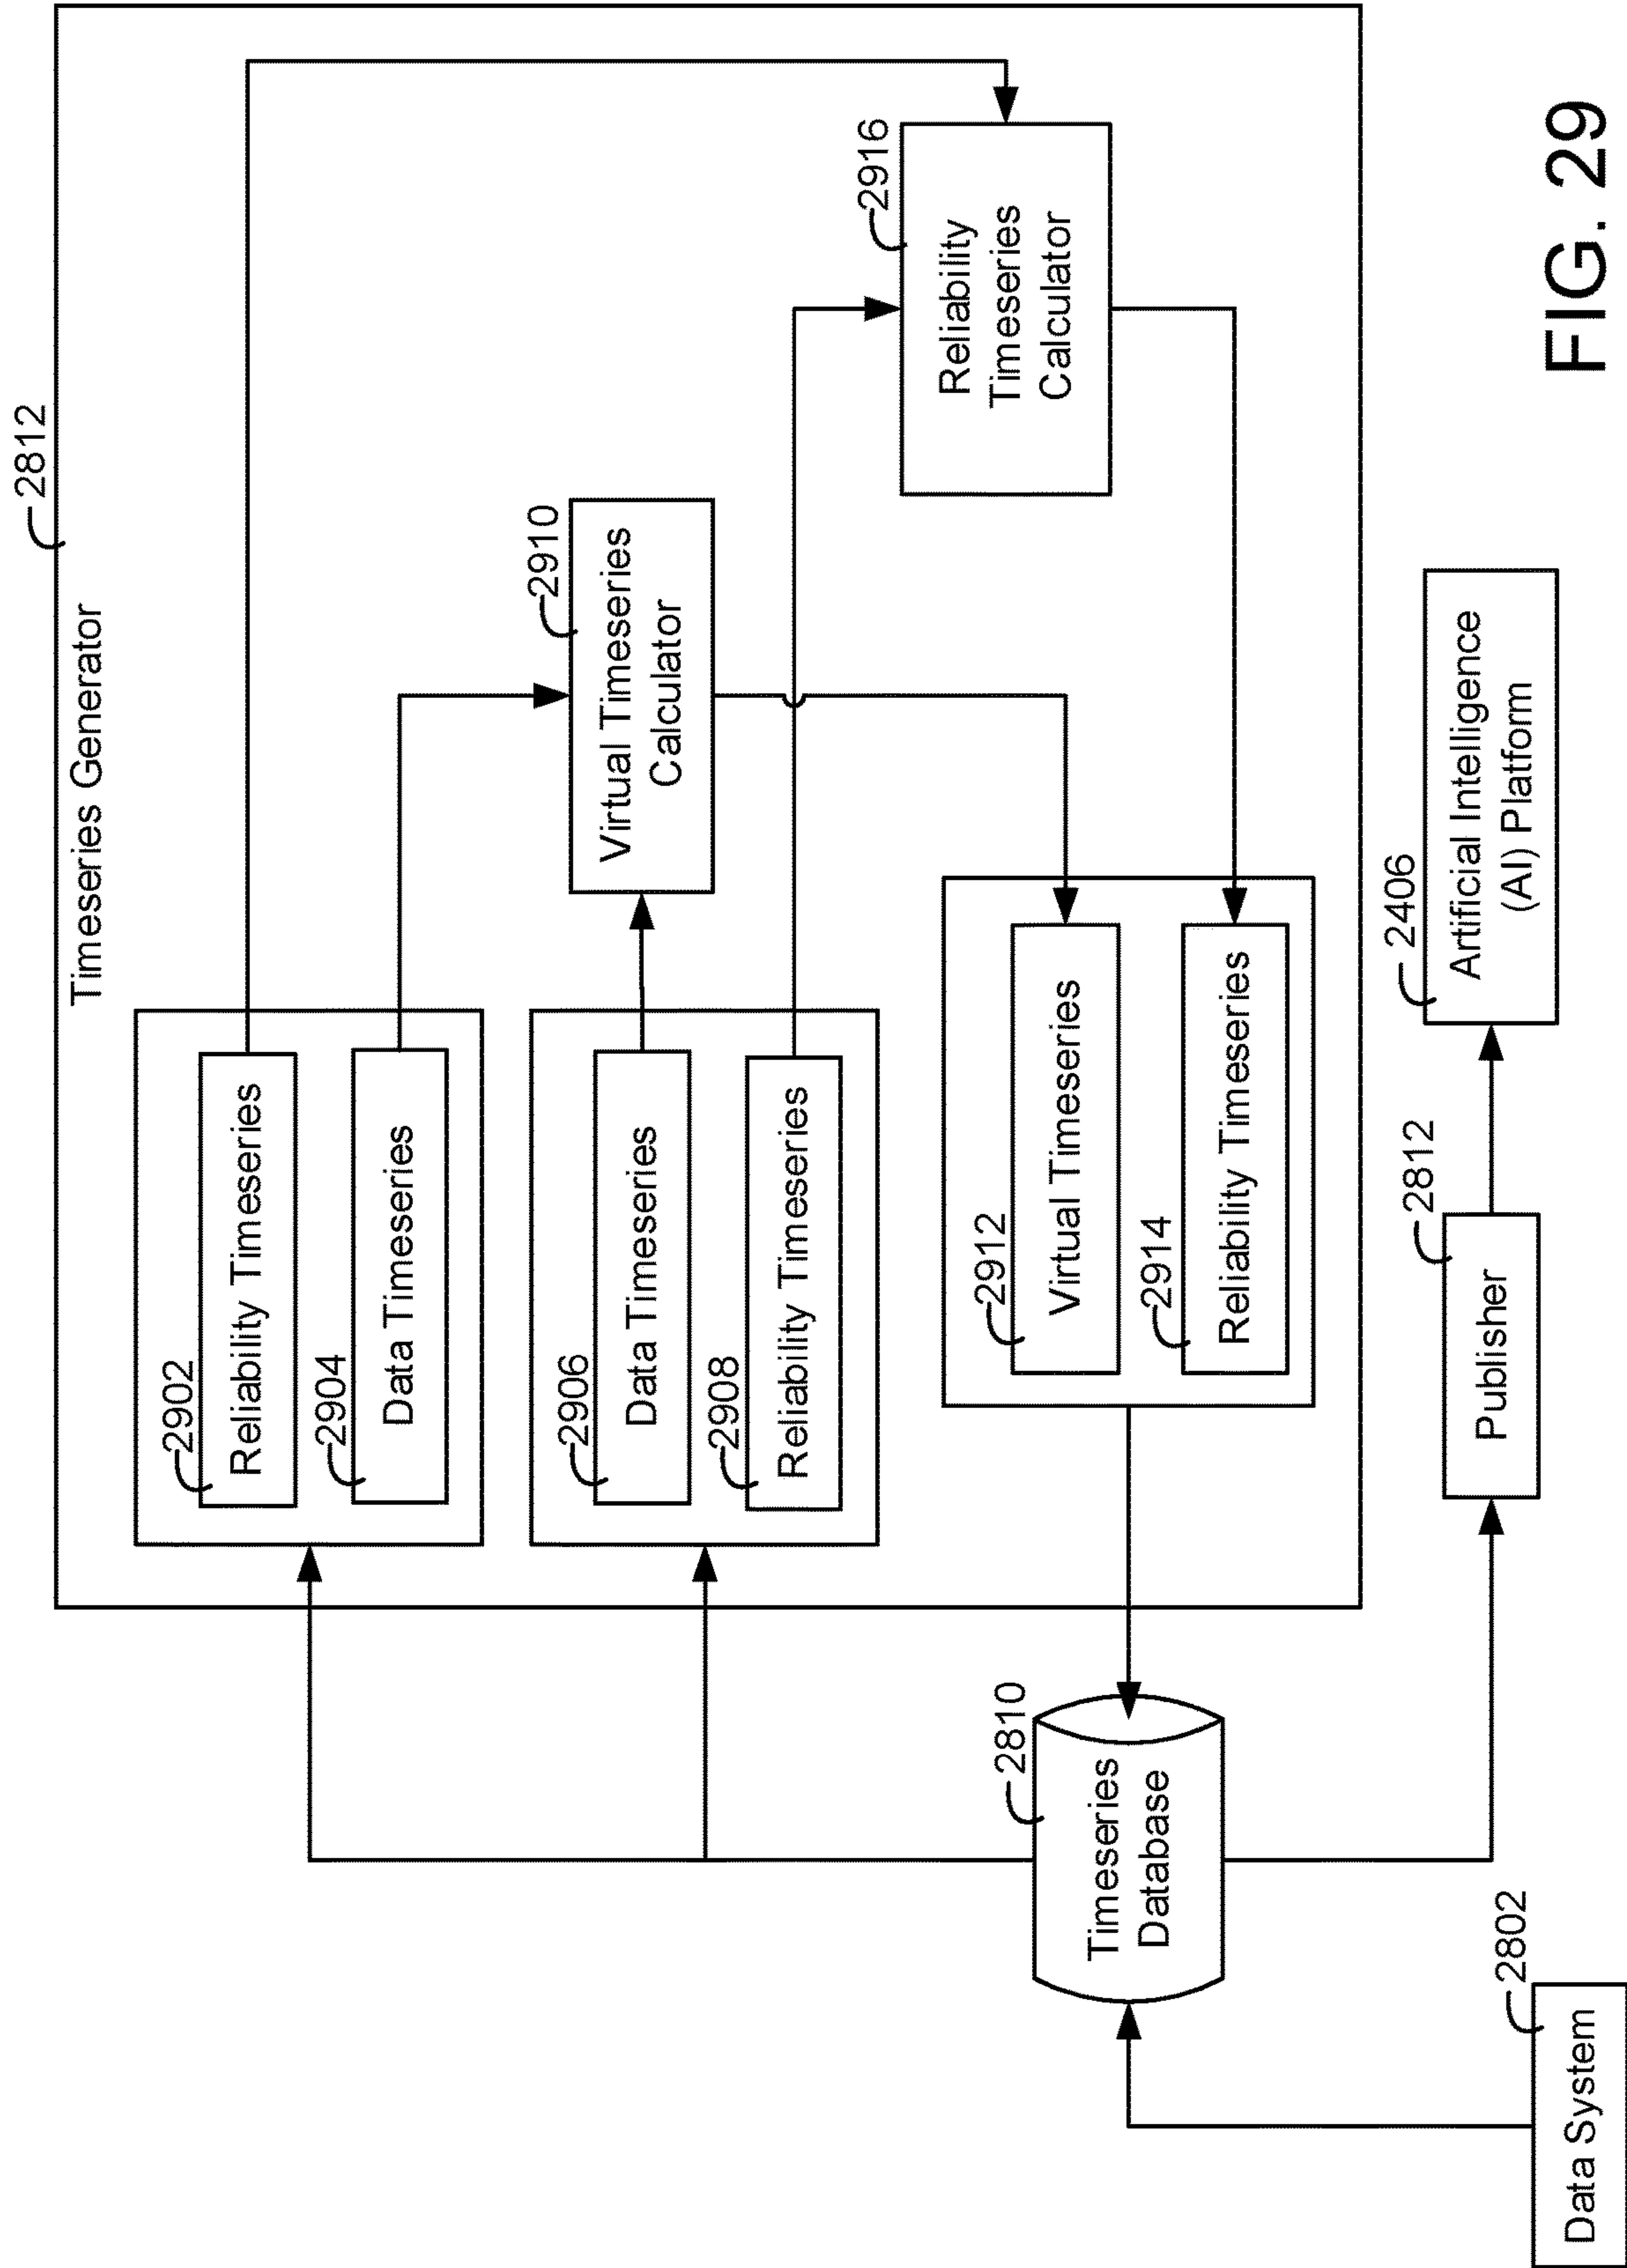 2812
Timeseries Generator
2902
Reliability Timeseries
2904
Data Timeseries
2906
Data Timeseries
2908
Reliability Timeseries
2910
Virtual Timeseries
Calculator
2916
Reliability
Timeseries
Calculator
2912
Virtual Timeseries
2914
Reliability Timeseries
2810
Timeseries
Database
2802
Data System
2812
Publisher
2406
Artificial Intelligence
(AI) Platform
FIG. 29